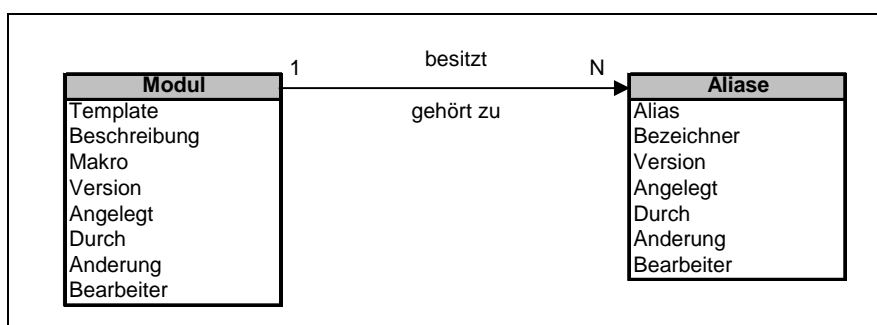 1
besitzt
N
Modul
Aliase
gehört zu
Template
Beschreibung
Makro
Version
Angelegt
Durch
Anderung
Bearbeiter
Alias
Bezeichner
Version
Angelegt
Durch
Anderung
Bearbeiter